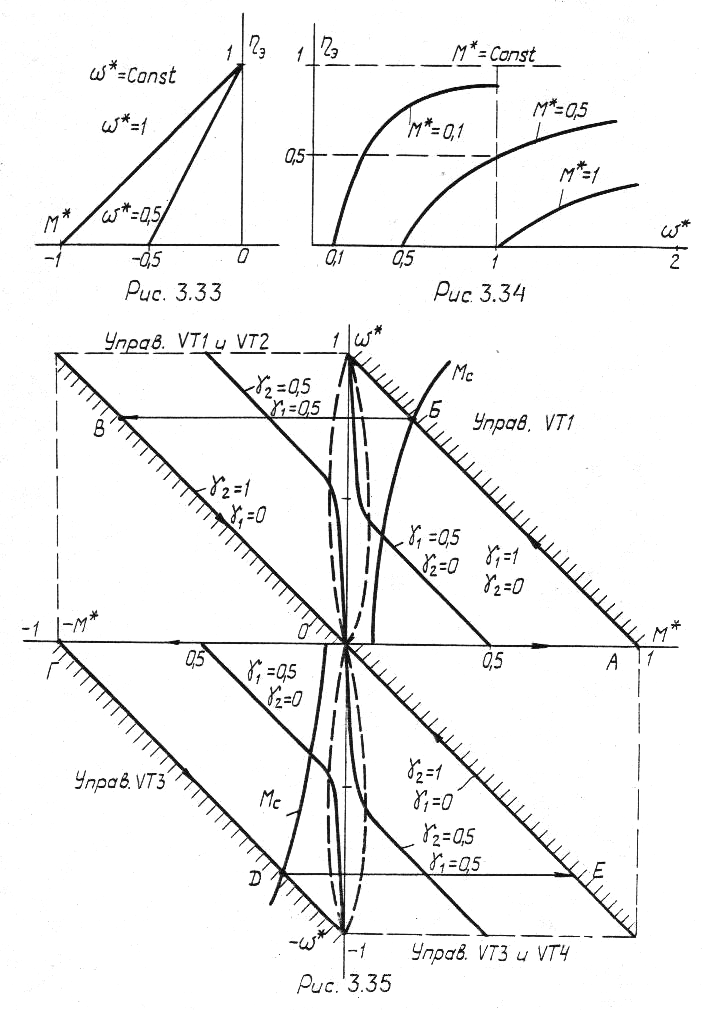 1 ηэ
ω*=Const
ω*=1
M* ω*=0,5
-1 -0,5 0
Рис. 3.33
1 ηэ M*=Const
M*=0,5
M*=0,1
0,5
M*=1
ω*
0,1 0,5 1 2
Рис. 3.34
Управ. VT1 и VT2 1 ω*
Mс
γ₂=0,5
γ₁=0,5
В Б
Управ. VT1
γ₂=1
γ₁=0
γ₁=0,5 γ₁=1
γ₂=0 γ₂=0
-1 -M* 0 M*
Г 0,5 0,5 А 1
γ₁=0,5
γ₂=0
Управ. VT3
γ₂=1
γ₁=0
Mс
γ₂=0,5
γ₁=0,5
D E
-ω* -1
Управ. VT3 и VT4
Рис. 3.35